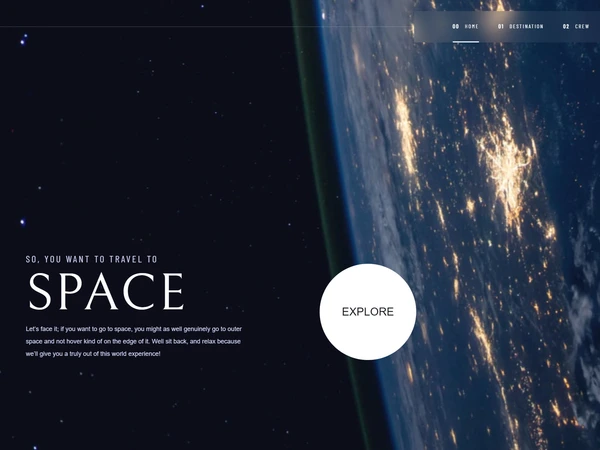 00 HOME 01 DESTINATION 02 CREW
SO, YOU WANT TO TRAVEL TO
SPACE
Let's face it; if you want to go to space, you might as well genuinely go to outer
space and not hover kind of on the edge of it. Well sit back, and relax because
we'll give you a truly out of this world experience!
EXPLORE